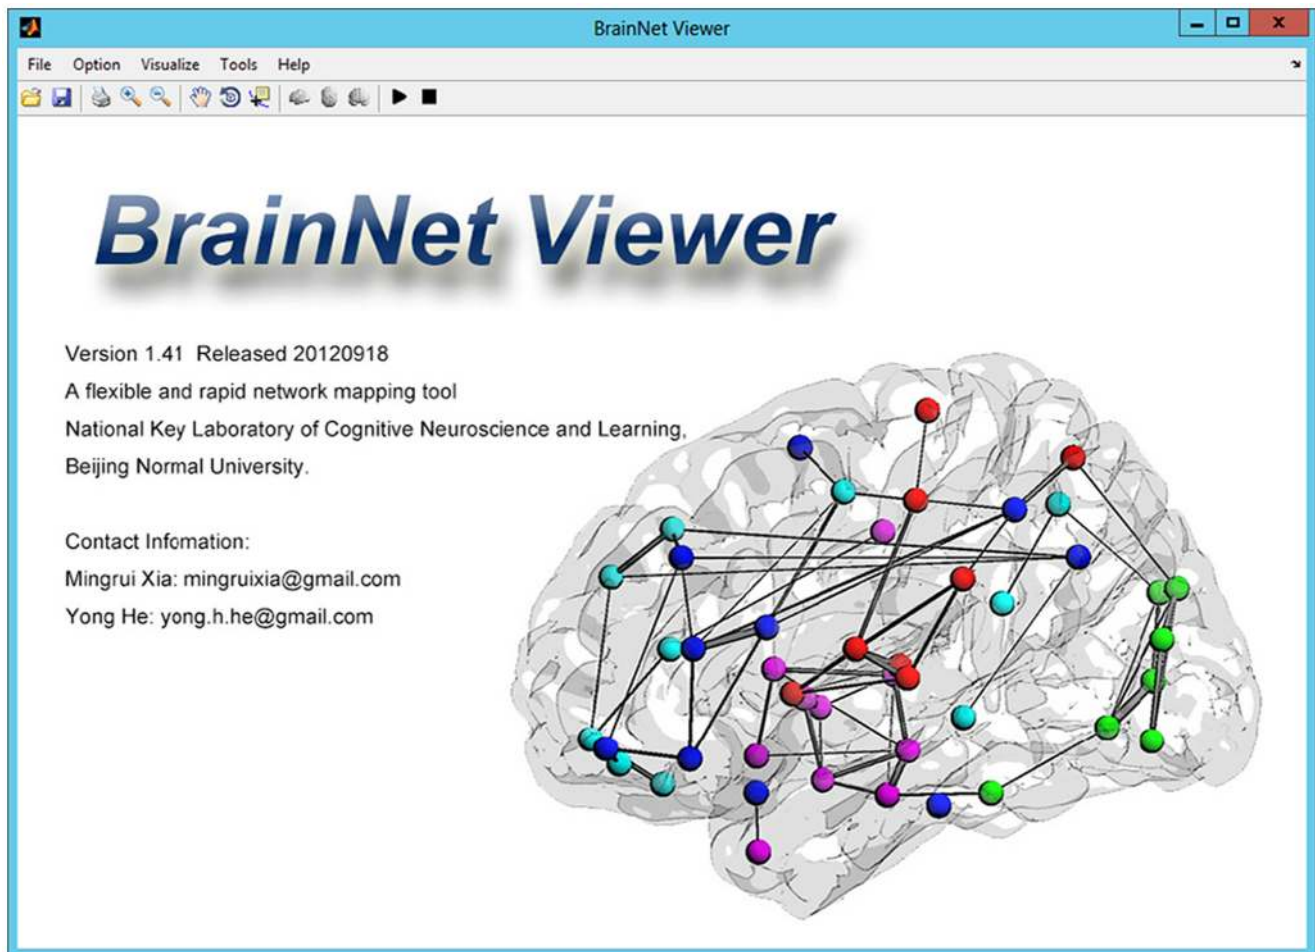 BrainNet Viewer
File Option Visualize Tools Help
BrainNet Viewer
Version 1.41 Released 20120918
A flexible and rapid network mapping tool
National Key Laboratory of Cognitive Neuroscience and Learning,
Beijing Normal University.
Contact Infomation:
Mingrui Xia: mingruixia@gmail.com
Yong He: yong.h.he@gmail.com